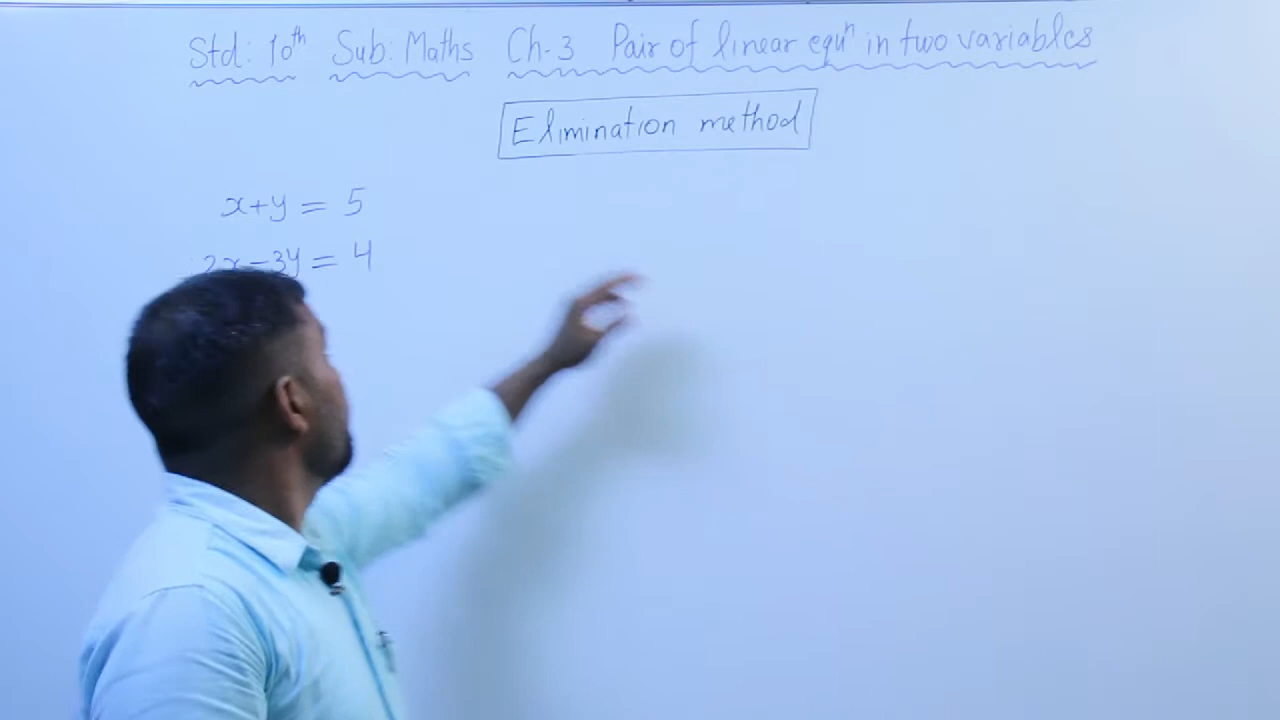 Std: 10th Sub: Maths Ch-3 Pair of linear equn in two variables
Elimination method
x+y = 5
2x-3y = 4